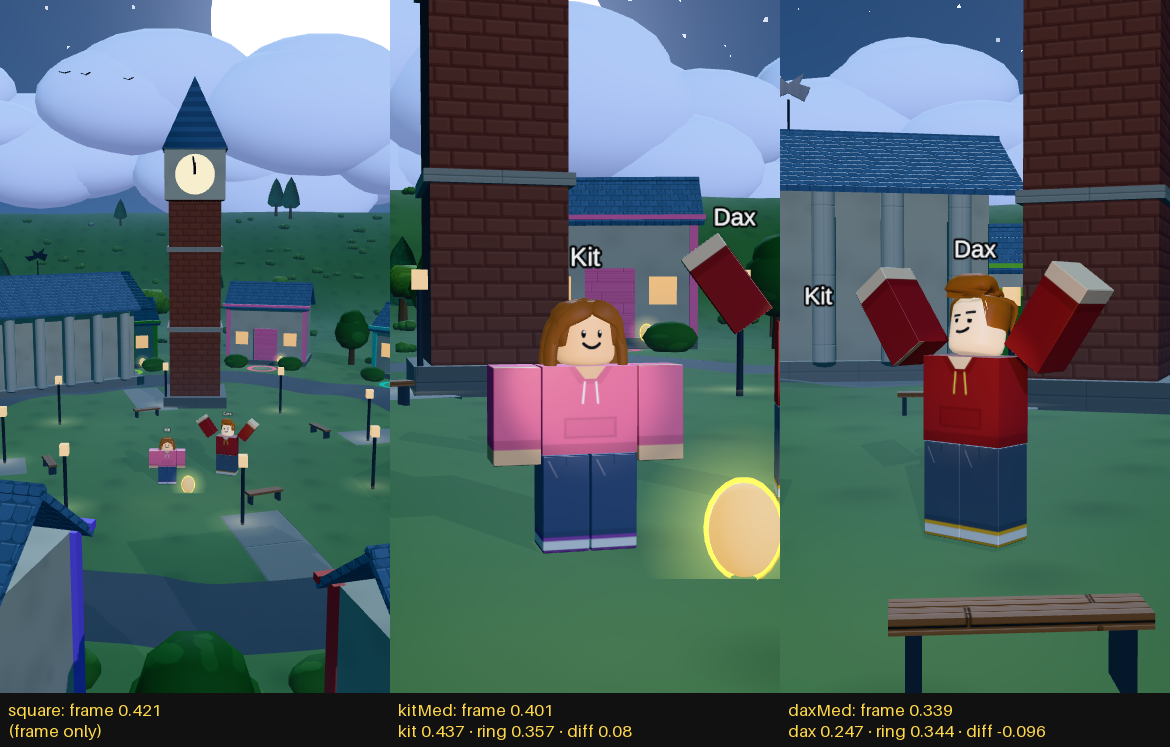 Kit
Dax
Kit
Dax
square: frame 0.421
(frame only)
kitMed: frame 0.401
kit 0.437 · ring 0.357 · diff 0.08
daxMed: frame 0.339
dax 0.247 · ring 0.344 · diff -0.096